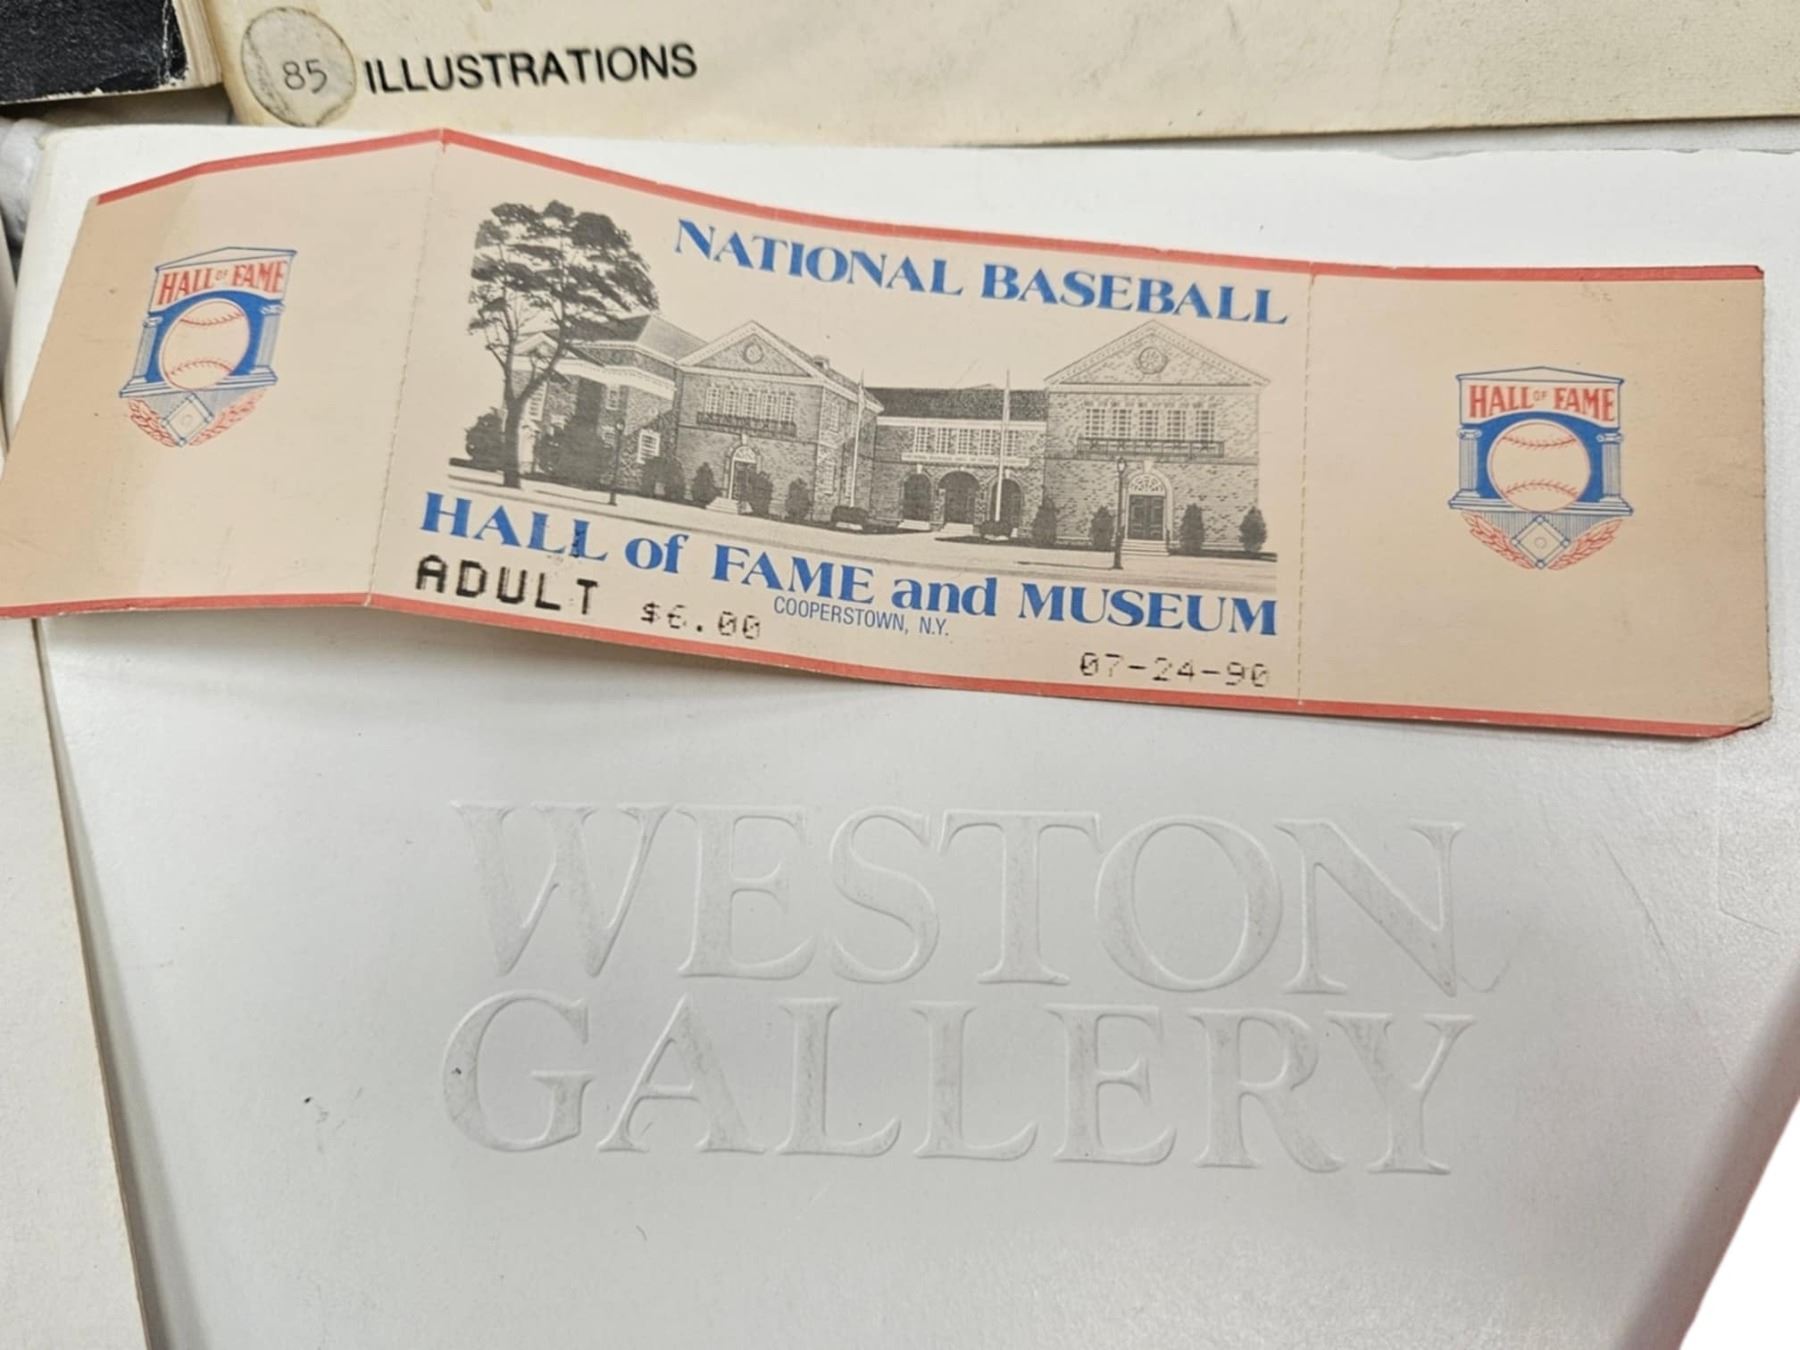 85 ILLUSTRATIONS
HALL OF FAME
NATIONAL BASEBALL
HALL of FAME and MUSEUM
COOPERSTOWN, N.Y.
ADULT $6.00
07-24-90
HALL OF FAME
WESTON
GALLERY